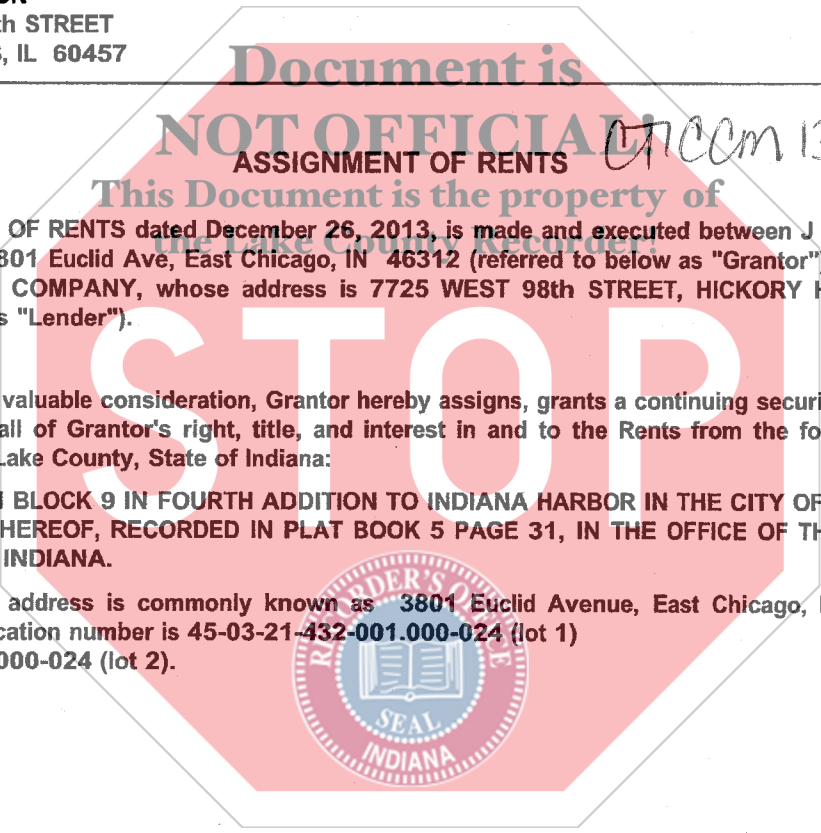 th STREET
, IL 60457
Document is
NOT OFFICIAL!
ASSIGNMENT OF RENTS
This Document is the property of
the Lake County Recorder!
OF RENTS dated December 26, 2013, is made and executed between J
801 Euclid Ave, East Chicago, IN 46312 (referred to below as "Grantor")
COMPANY, whose address is 7725 WEST 98th STREET, HICKORY H
s "Lender").
STOP
valuable consideration, Grantor hereby assigns, grants a continuing securi
all of Grantor's right, title, and interest in and to the Rents from the fo
Lake County, State of Indiana:
BLOCK 9 IN FOURTH ADDITION TO INDIANA HARBOR IN THE CITY OF
HEREOF, RECORDED IN PLAT BOOK 5 PAGE 31, IN THE OFFICE OF TH
INDIANA.
address is commonly known as 3801 Euclid Avenue, East Chicago,
cation number is 45-03-21-432-001.000-024 (lot 1)
000-024 (lot 2).
RECORDER'S OFFICE
SEAL
INDIANA